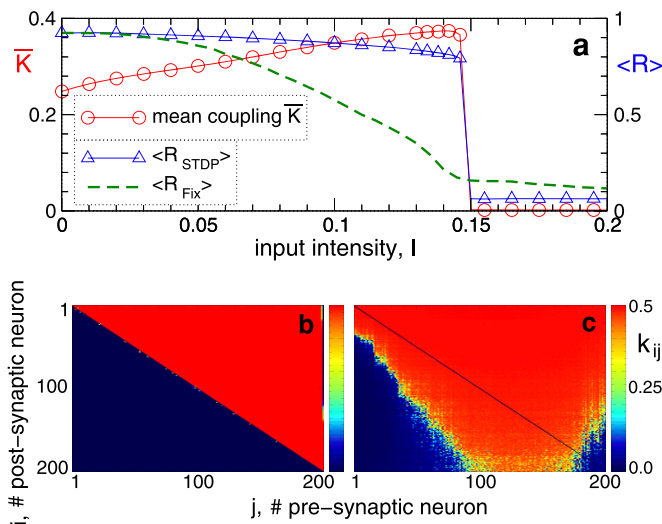 K <R>
0.4 1
a
0.2 0.5
mean coupling K
<R STDP>
<R Fix>
0 0
0 0.05 0.1 0.15 0.2
input intensity, I
i, # post-synaptic neuron
1 b c 0.5
k ij
100 0.25
200 0.0
1 100 200 1 100 200
j, # pre-synaptic neuron